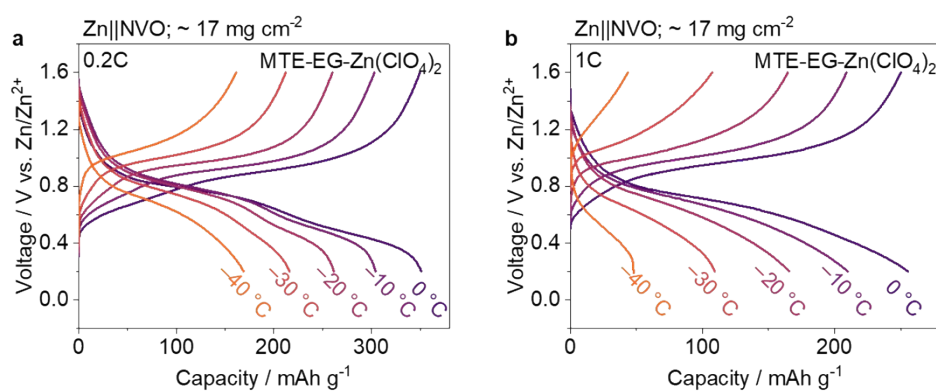 a
Zn||NVO; ~ 17 mg cm⁻²
0.2C
MTE-EG-Zn(ClO₄)₂
Voltage / V vs. Zn/Zn²⁺
1.6
1.2
0.8
0.4
0.0
−40 °C
−30 °C
−20 °C
−10 °C
0 °C
0
100
200
300
Capacity / mAh g⁻¹
b
Zn||NVO; ~ 17 mg cm⁻²
1C
MTE-EG-Zn(ClO₄)₂
Voltage / V vs. Zn/Zn²⁺
1.6
1.2
0.8
0.4
0.0
−40 °C
−30 °C
−20 °C
−10 °C
0 °C
0
100
200
Capacity / mAh g⁻¹